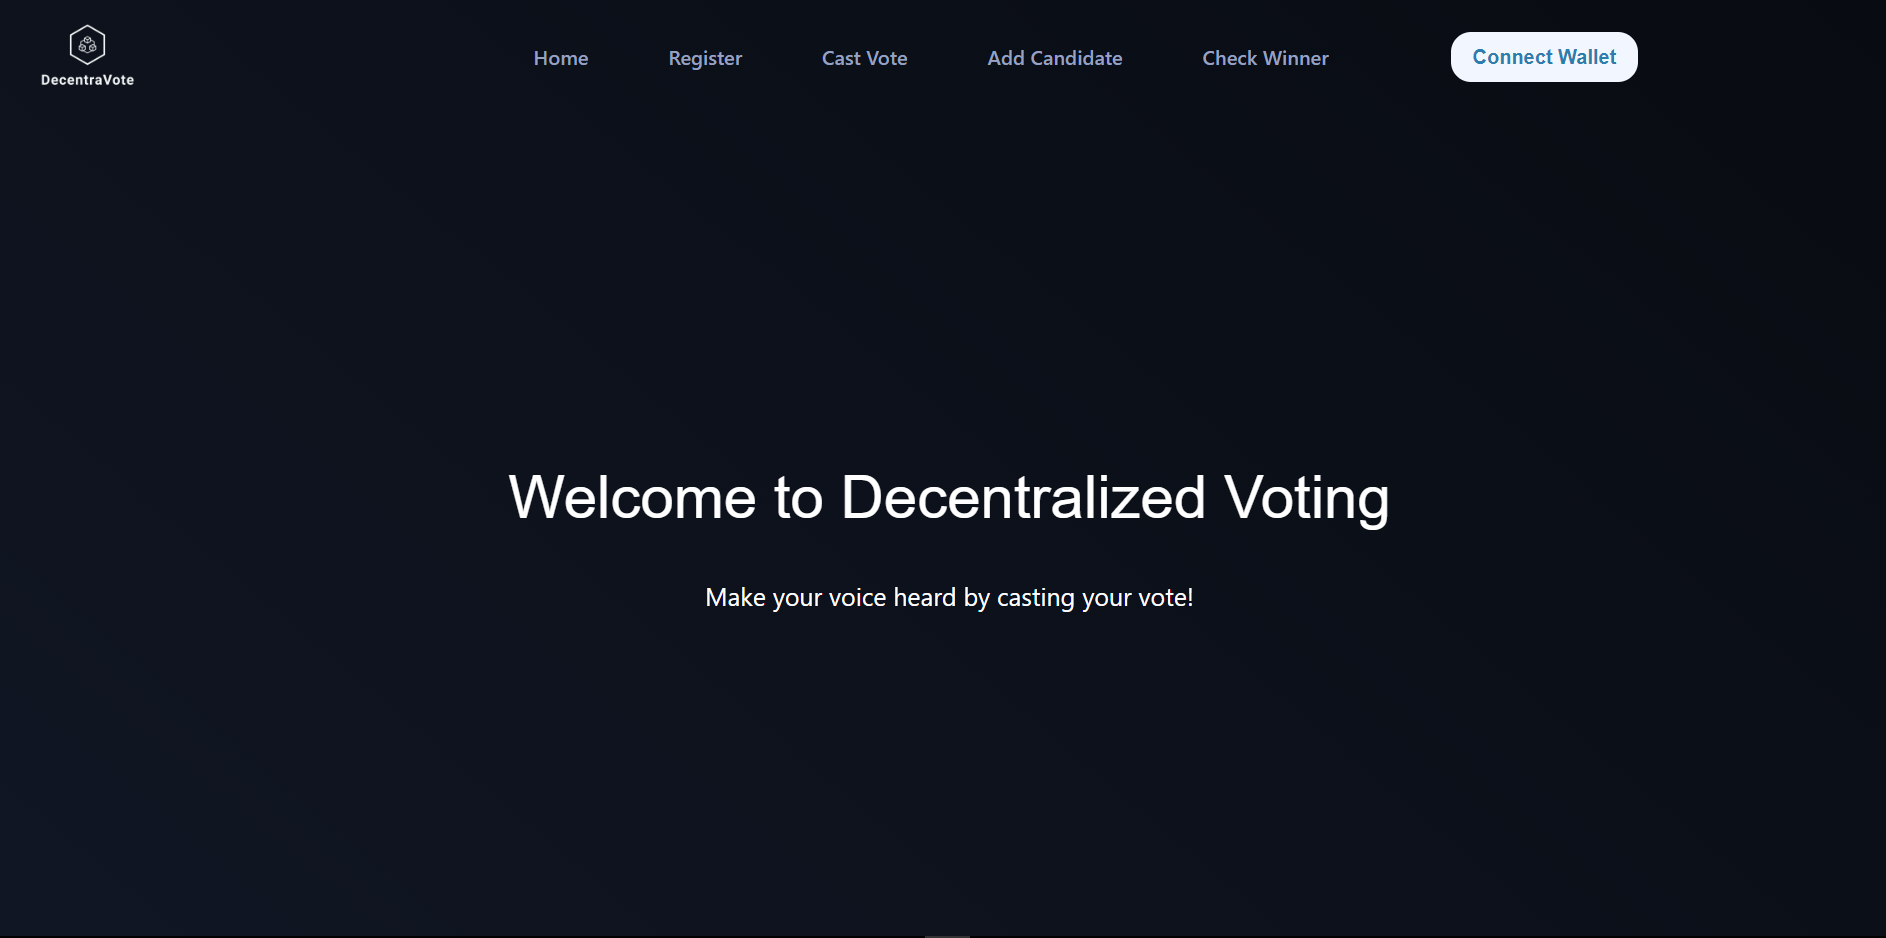 DecentraVote
Home Register Cast Vote Add Candidate Check Winner Connect Wallet
Welcome to Decentralized Voting
Make your voice heard by casting your vote!